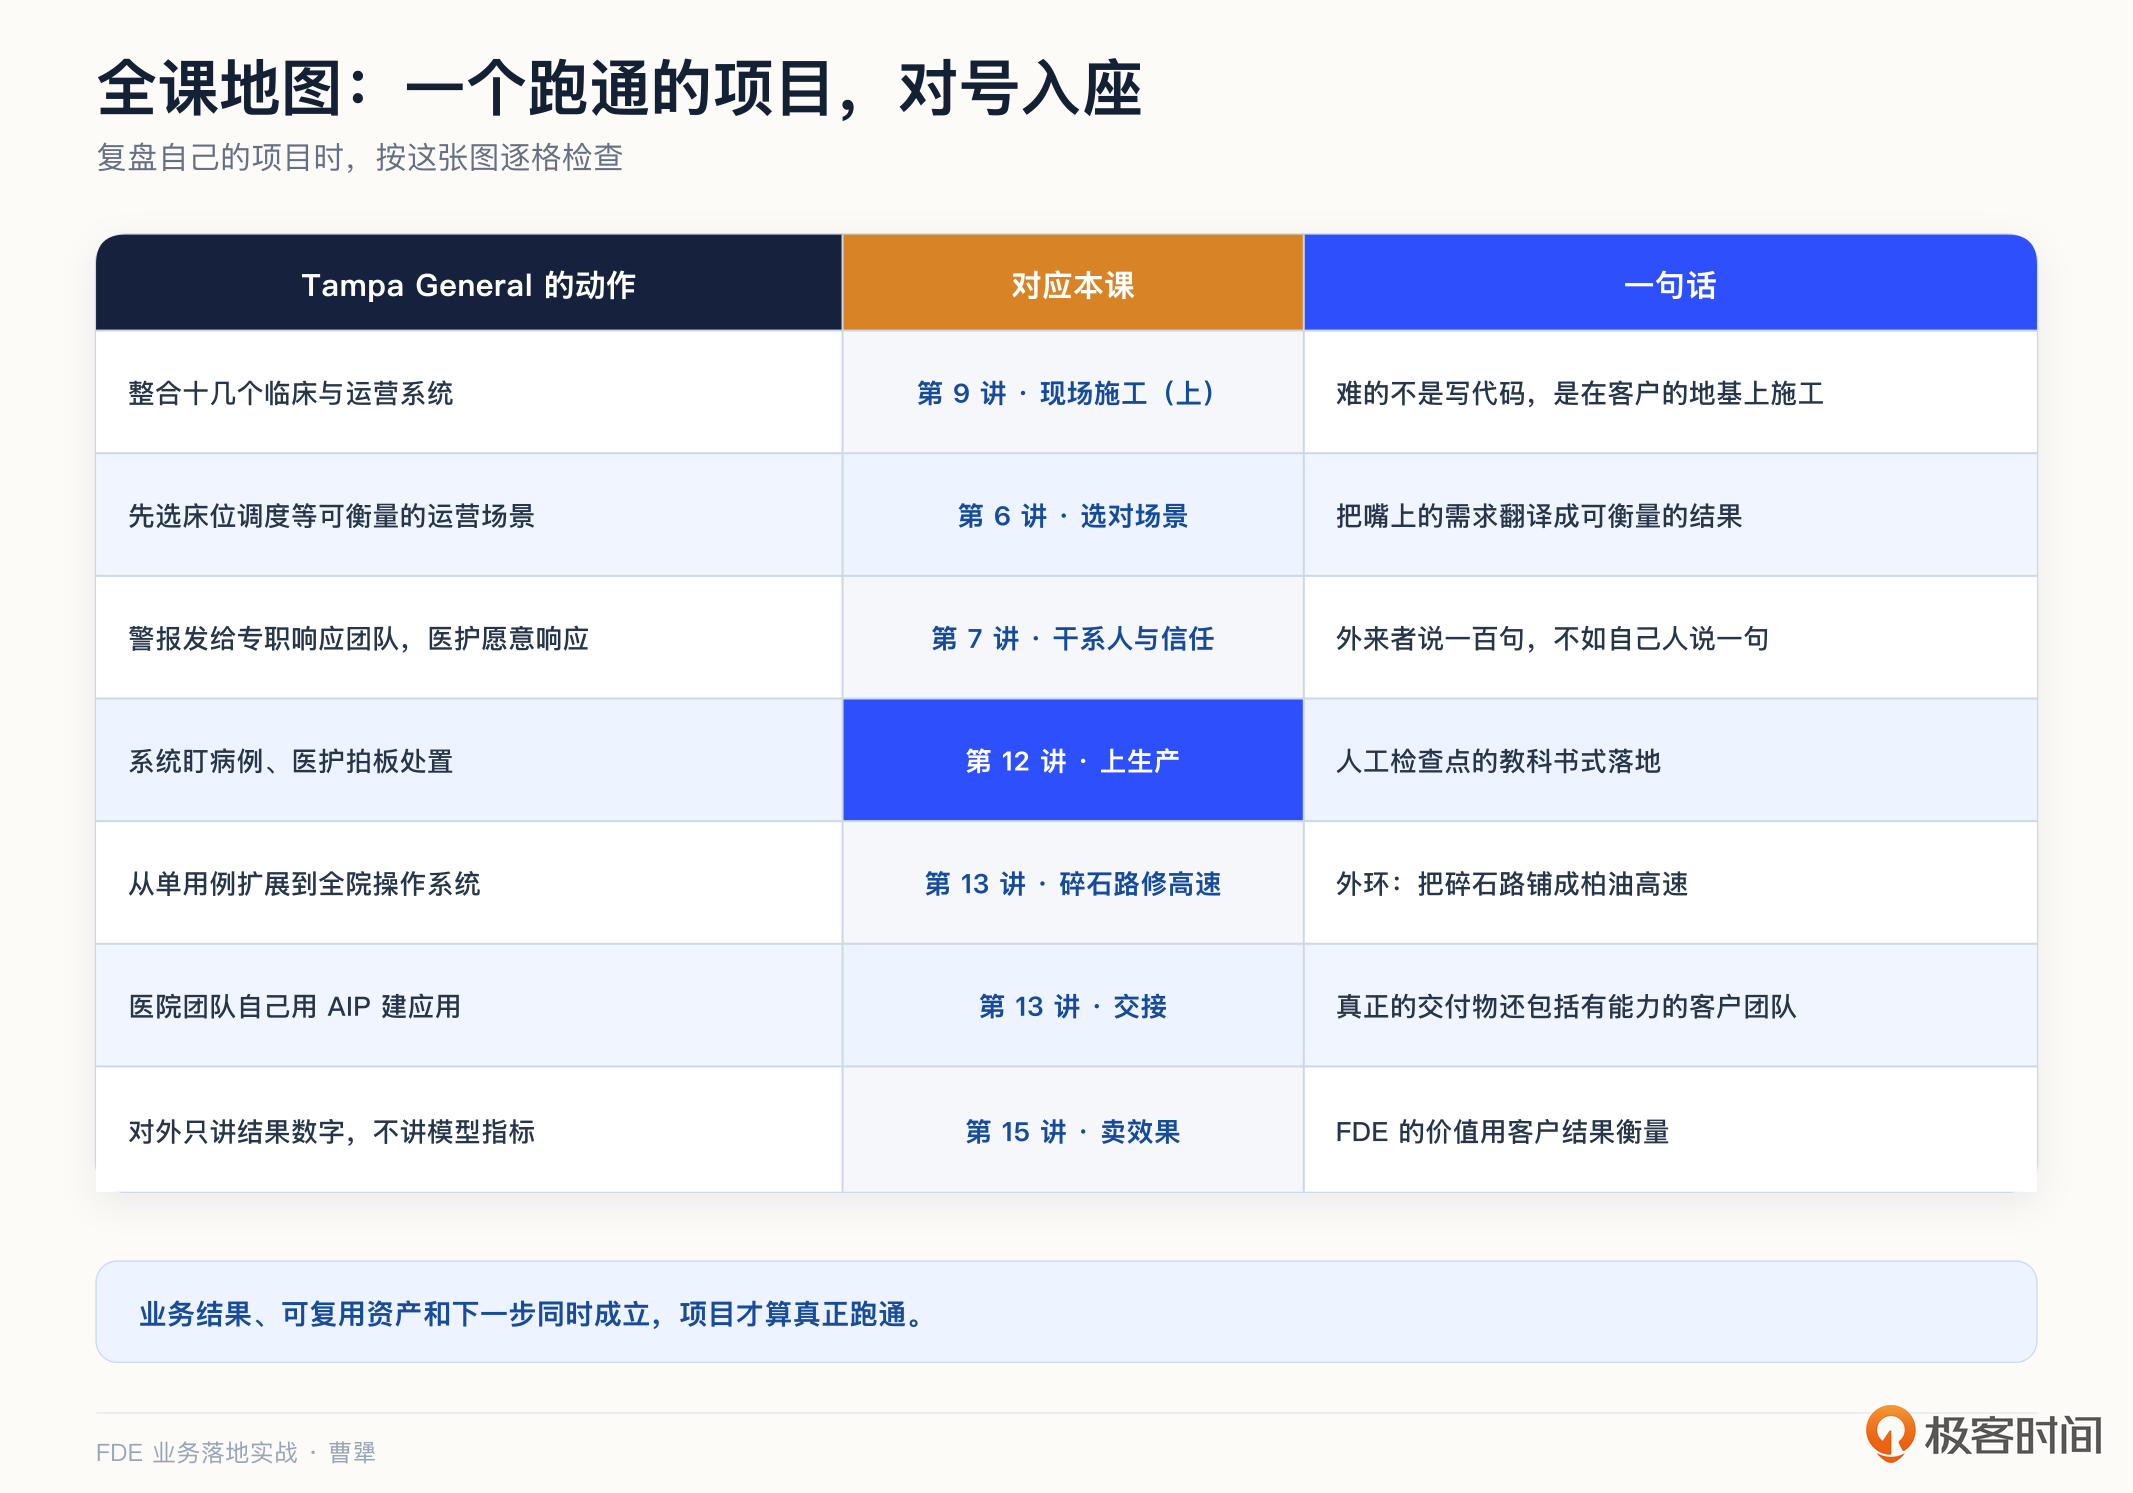 全课地图：一个跑通的项目，对号入座
复盘自己的项目时，按这张图逐格检查
Tampa General 的动作
对应本课
一句话
整合十几个临床与运营系统
第 9 讲 · 现场施工（上）
难的不是写代码，是在客户的地基上施工
先选床位调度等可衡量的运营场景
第 6 讲 · 选对场景
把嘴上的需求翻译成可衡量的结果
警报发给专职响应团队，医护愿意响应
第 7 讲 · 干系人与信任
外来者说一百句，不如自己人说一句
系统盯病例、医护拍板处置
第 12 讲 · 上生产
人工检查点的教科书式落地
从单用例扩展到全院操作系统
第 13 讲 · 碎石路修高速
外环：把碎石路铺成柏油高速
医院团队自己用 AIP 建应用
第 13 讲 · 交接
真正的交付物还包括有能力的客户团队
对外只讲结果数字，不讲模型指标
第 15 讲 · 卖效果
FDE 的价值用客户结果衡量
业务结果、可复用资产和下一步同时成立，项目才算真正跑通。
FDE 业务落地实战 · 曹犟
极客时间